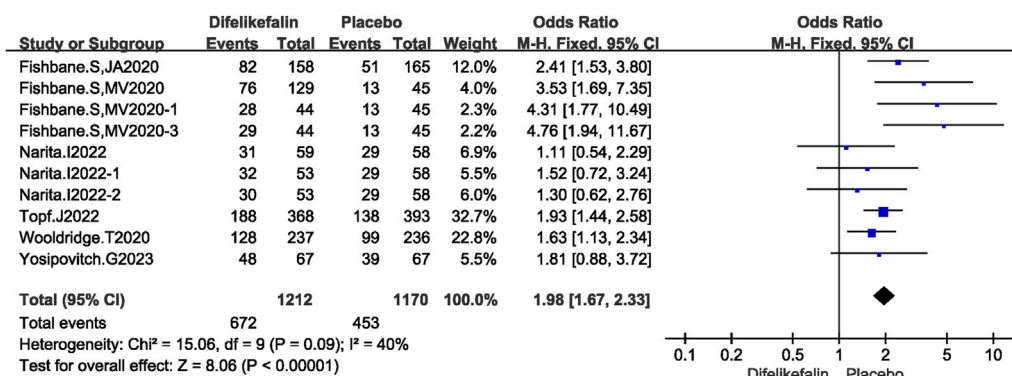 Difelikefalin Placebo Odds Ratio Odds Ratio
Study or Subgroup Events Total Events Total Weight M-H, Fixed, 95% CI M-H, Fixed, 95% CI
Fishbane.S,JA2020 82 158 51 165 12.0% 2.41 [1.53, 3.80]
Fishbane.S,MV2020 76 129 13 45 4.0% 3.53 [1.69, 7.35]
Fishbane.S,MV2020-1 28 44 13 45 2.3% 4.31 [1.77, 10.49]
Fishbane.S,MV2020-3 29 44 13 45 2.2% 4.76 [1.94, 11.67]
Narita.I2022 31 59 29 58 6.9% 1.11 [0.54, 2.29]
Narita.I2022-1 32 53 29 58 5.5% 1.52 [0.72, 3.24]
Narita.I2022-2 30 53 29 58 6.0% 1.30 [0.62, 2.76]
Topf.J2022 188 368 138 393 32.7% 1.93 [1.44, 2.58]
Wooldridge.T2020 128 237 99 236 22.8% 1.63 [1.13, 2.34]
Yosipovitch.G2023 48 67 39 67 5.5% 1.81 [0.88, 3.72]
Total (95% CI) 1212 1170 100.0% 1.98 [1.67, 2.33]
Total events 672 453
Heterogeneity: Chi² = 15.06, df = 9 (P = 0.09); I² = 40%
Test for overall effect: Z = 8.06 (P < 0.00001)
0.1 0.2 0.5 1 2 5 10
Difelikefalin Placebo